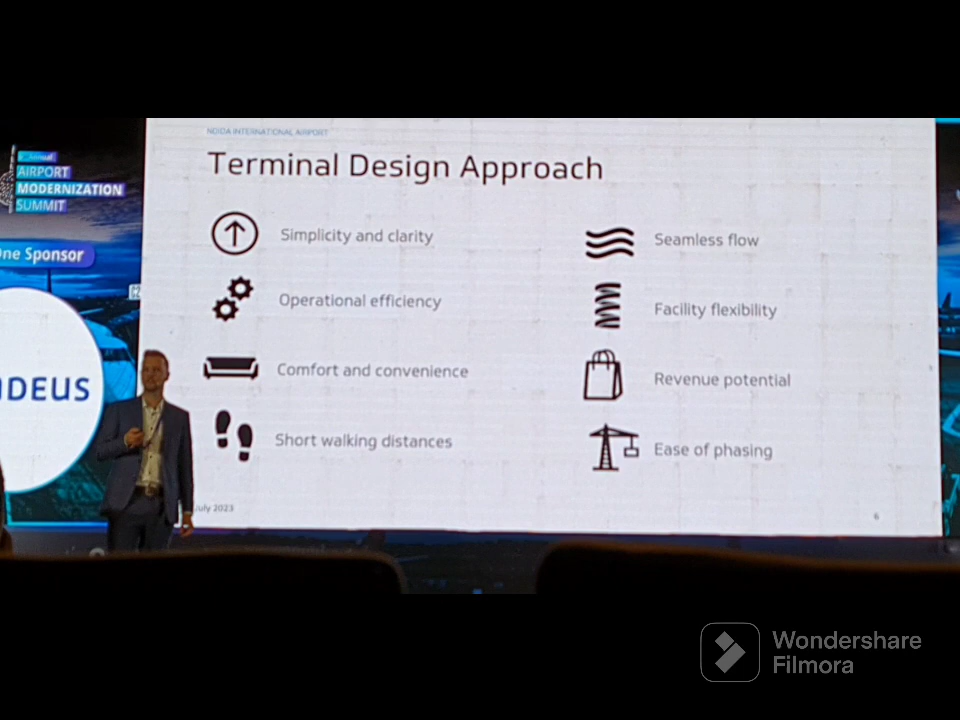 NOIDA INTERNATIONAL AIRPORT
Terminal Design Approach
Annual
AIRPORT
MODERNIZATION
SUMMIT
One Sponsor
DEUS
Simplicity and clarity
Operational efficiency
Comfort and convenience
Short walking distances
Seamless flow
Facility flexibility
Revenue potential
Ease of phasing
July 2023
6
Wondershare
Filmora